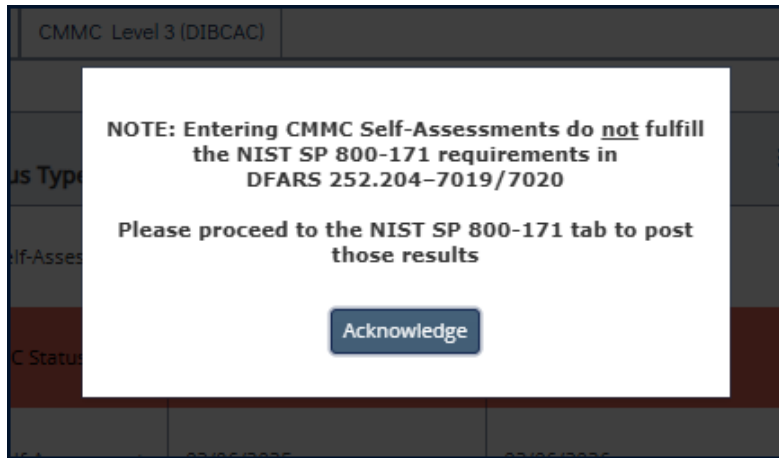 CMMC Level 3 (DIBCAC)
NOTE: Entering CMMC Self-Assessments do not fulfill
the NIST SP 800-171 requirements in
DFARS 252.204–7019/7020
Please proceed to the NIST SP 800-171 tab to post
those results
Acknowledge